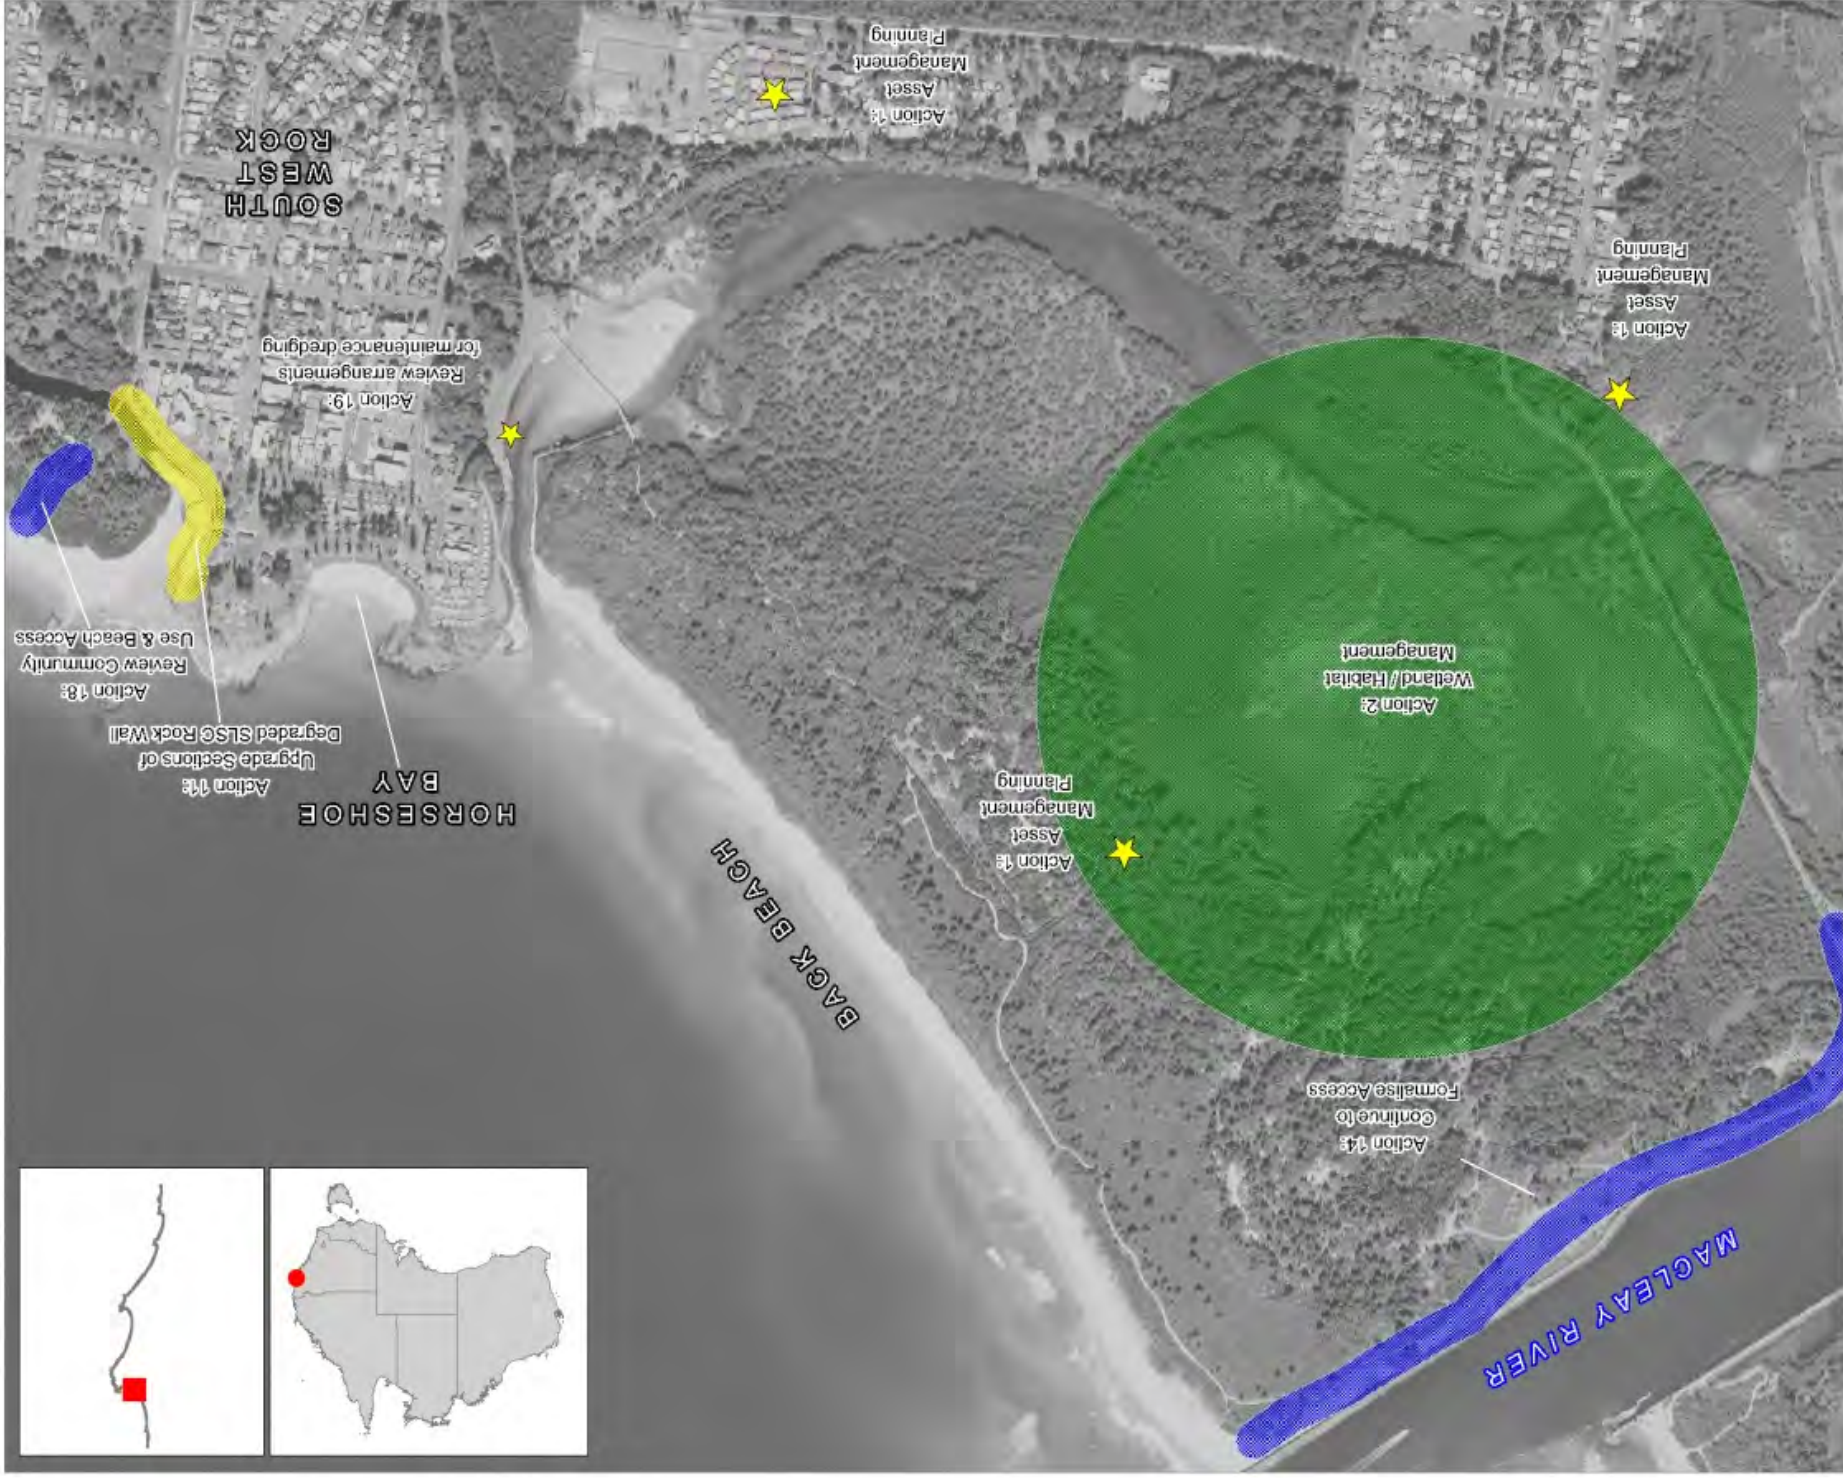 MACLEAY RIVER
Action 14:
Continue to
Formalise Access
BACK BEACH
Action 1:
Asset
Management
Planning
HORSESHOE
BAY
Action 11:
Upgrade Sections of
Degraded SLSC Rock Wall
Action 2:
Wetland / Habitat
Management
Action 18:
Review Community
Use & Beach Access
Action 19:
Review arrangements
for maintenance dredging
Action 1:
Asset
Management
Planning
SOUTH
WEST
ROCK
Action 1:
Asset
Management
Planning